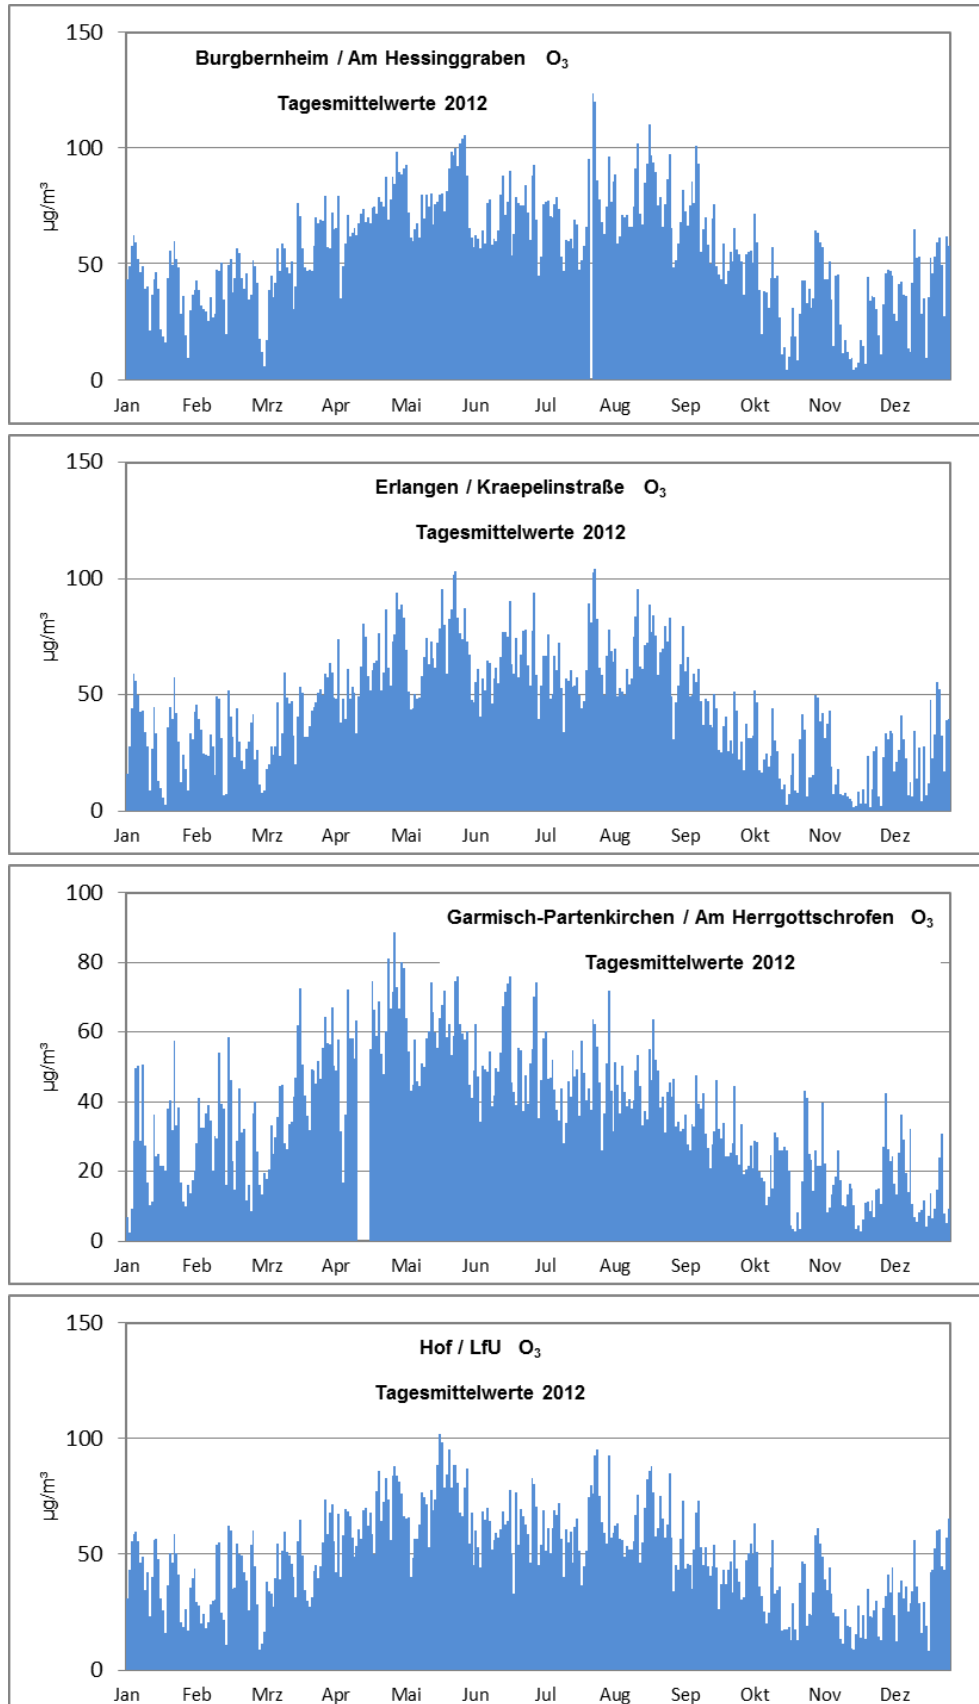 150
Burgbernheim / Am Hessinggraben O₃
Tagesmittelwerte 2012
100
µg/m³
50
0
Jan Feb Mrz Apr Mai Jun Jul Aug Sep Okt Nov Dez
150
Erlangen / Kraepelinstraße O₃
Tagesmittelwerte 2012
100
µg/m³
50
0
Jan Feb Mrz Apr Mai Jun Jul Aug Sep Okt Nov Dez
100
Garmisch-Partenkirchen / Am Herrgottschrofen O₃
Tagesmittelwerte 2012
80
60
µg/m³
40
20
0
Jan Feb Mrz Apr Mai Jun Jul Aug Sep Okt Nov Dez
150
Hof / LfU O₃
Tagesmittelwerte 2012
100
µg/m³
50
0
Jan Feb Mrz Apr Mai Jun Jul Aug Sep Okt Nov Dez